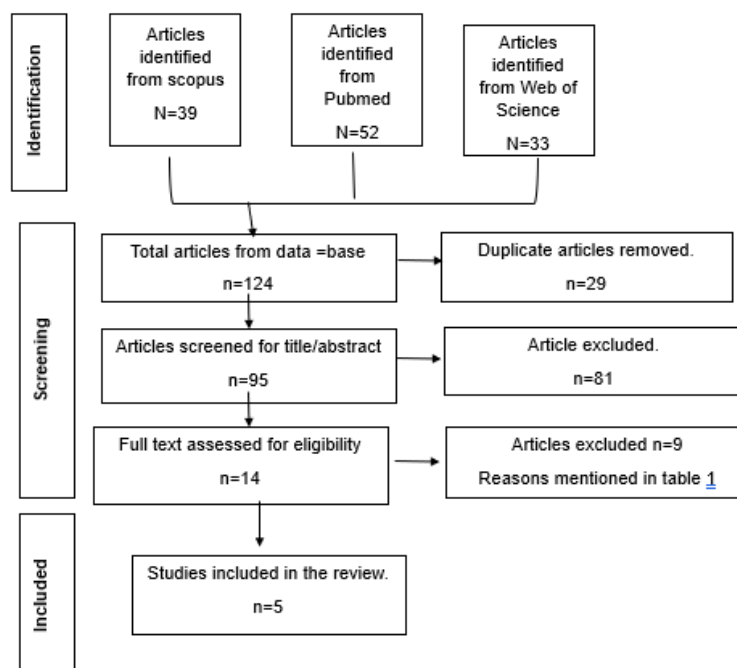 Identification
Articles
identified
from scopus
N=39
Articles
identified
from
Pubmed
N=52
Articles
identified
from Web of
Science
N=33
Screening
Total articles from data =base
n=124
Duplicate articles removed.
n=29
Articles screened for title/abstract
n=95
Article excluded.
n=81
Full text assessed for eligibility
n=14
Articles excluded n=9
Reasons mentioned in table 1
Included
Studies included in the review.
n=5